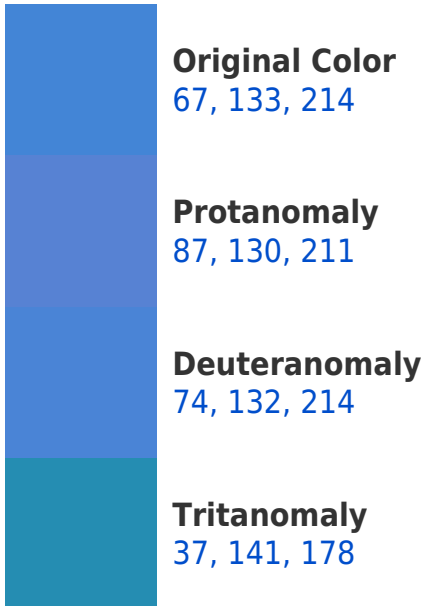 Original Color
67, 133, 214
Protanomaly
87, 130, 211
Deuteranomaly
74, 132, 214
Tritanomaly
37, 141, 178